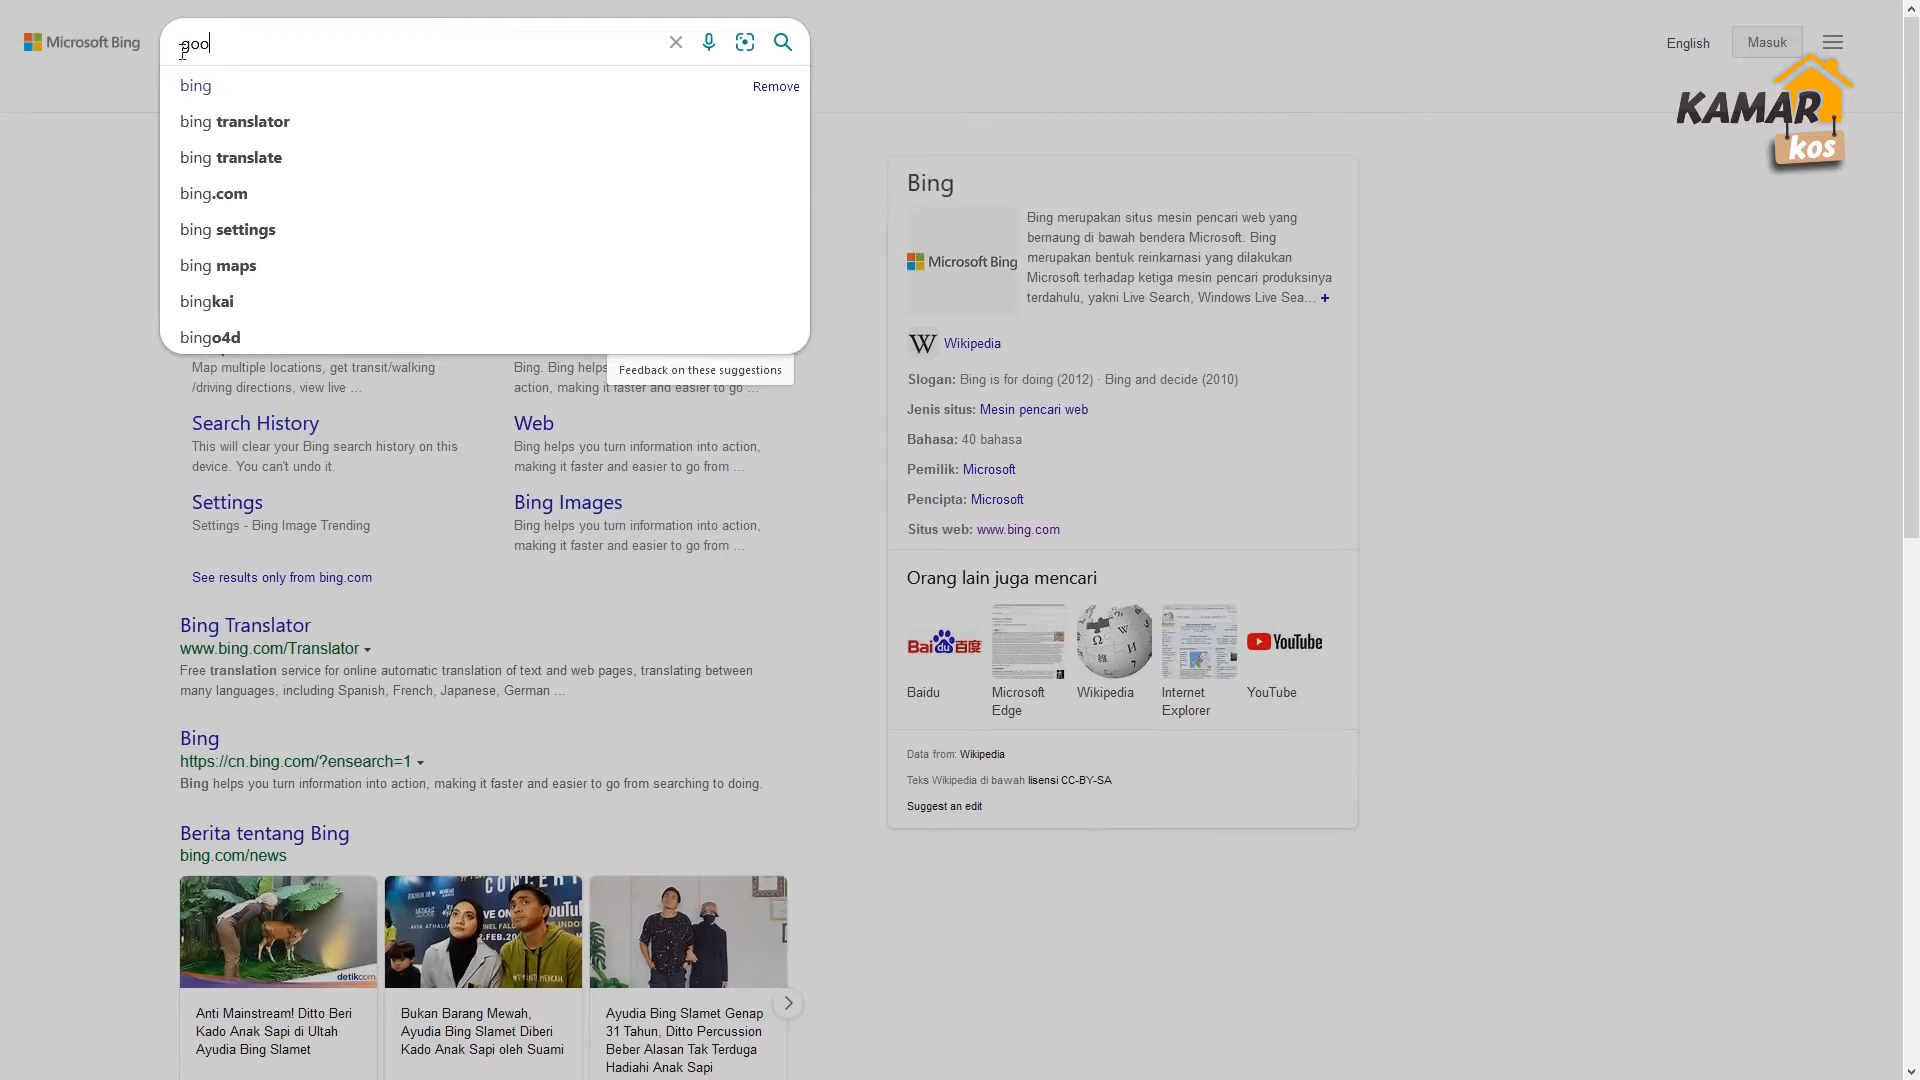 Microsoft Bing
goo
English
Masuk
KAMAR
kos
bing
Remove
bing translator
bing translate
bing.com
bing settings
bing maps
bingkai
bingo4d
Feedback on these suggestions
Map multiple locations, get transit/walking
/driving directions, view live ...
Bing. Bing helps
action, making it faster and easier to go ...
Search History
This will clear your Bing search history on this
device. You can't undo it.
Web
Bing helps you turn information into action,
making it faster and easier to go from ...
Settings
Settings - Bing Image Trending
Bing Images
Bing helps you turn information into action,
making it faster and easier to go from ...
See results only from bing.com
Bing Translator
www.bing.com/Translator
Free translation service for online automatic translation of text and web pages, translating between
many languages, including Spanish, French, Japanese, German ...
Bing
https://cn.bing.com/?ensearch=1
Bing helps you turn information into action, making it faster and easier to go from searching to doing.
Berita tentang Bing
bing.com/news
detikcom
Anti Mainstream! Ditto Beri
Kado Anak Sapi di Ultah
Ayudia Bing Slamet
Bukan Barang Mewah,
Ayudia Bing Slamet Diberi
Kado Anak Sapi oleh Suami
Ayudia Bing Slamet Genap
31 Tahun, Ditto Percussion
Beber Alasan Tak Terduga
Hadiahi Anak Sapi
Bing
Microsoft Bing
Bing merupakan situs mesin pencari web yang
bernaung di bawah bendera Microsoft. Bing
merupakan bentuk reinkarnasi yang dilakukan
Microsoft terhadap ketiga mesin pencari produksinya
terdahulu, yakni Live Search, Windows Live Sea... +
W Wikipedia
Slogan: Bing is for doing (2012) · Bing and decide (2010)
Jenis situs: Mesin pencari web
Bahasa: 40 bahasa
Pemilik: Microsoft
Pencipta: Microsoft
Situs web: www.bing.com
Orang lain juga mencari
Bai du 百度
YouTube
Baidu
Microsoft
Edge
Wikipedia
Internet
Explorer
YouTube
Data from: Wikipedia
Teks Wikipedia di bawah lisensi CC-BY-SA
Suggest an edit